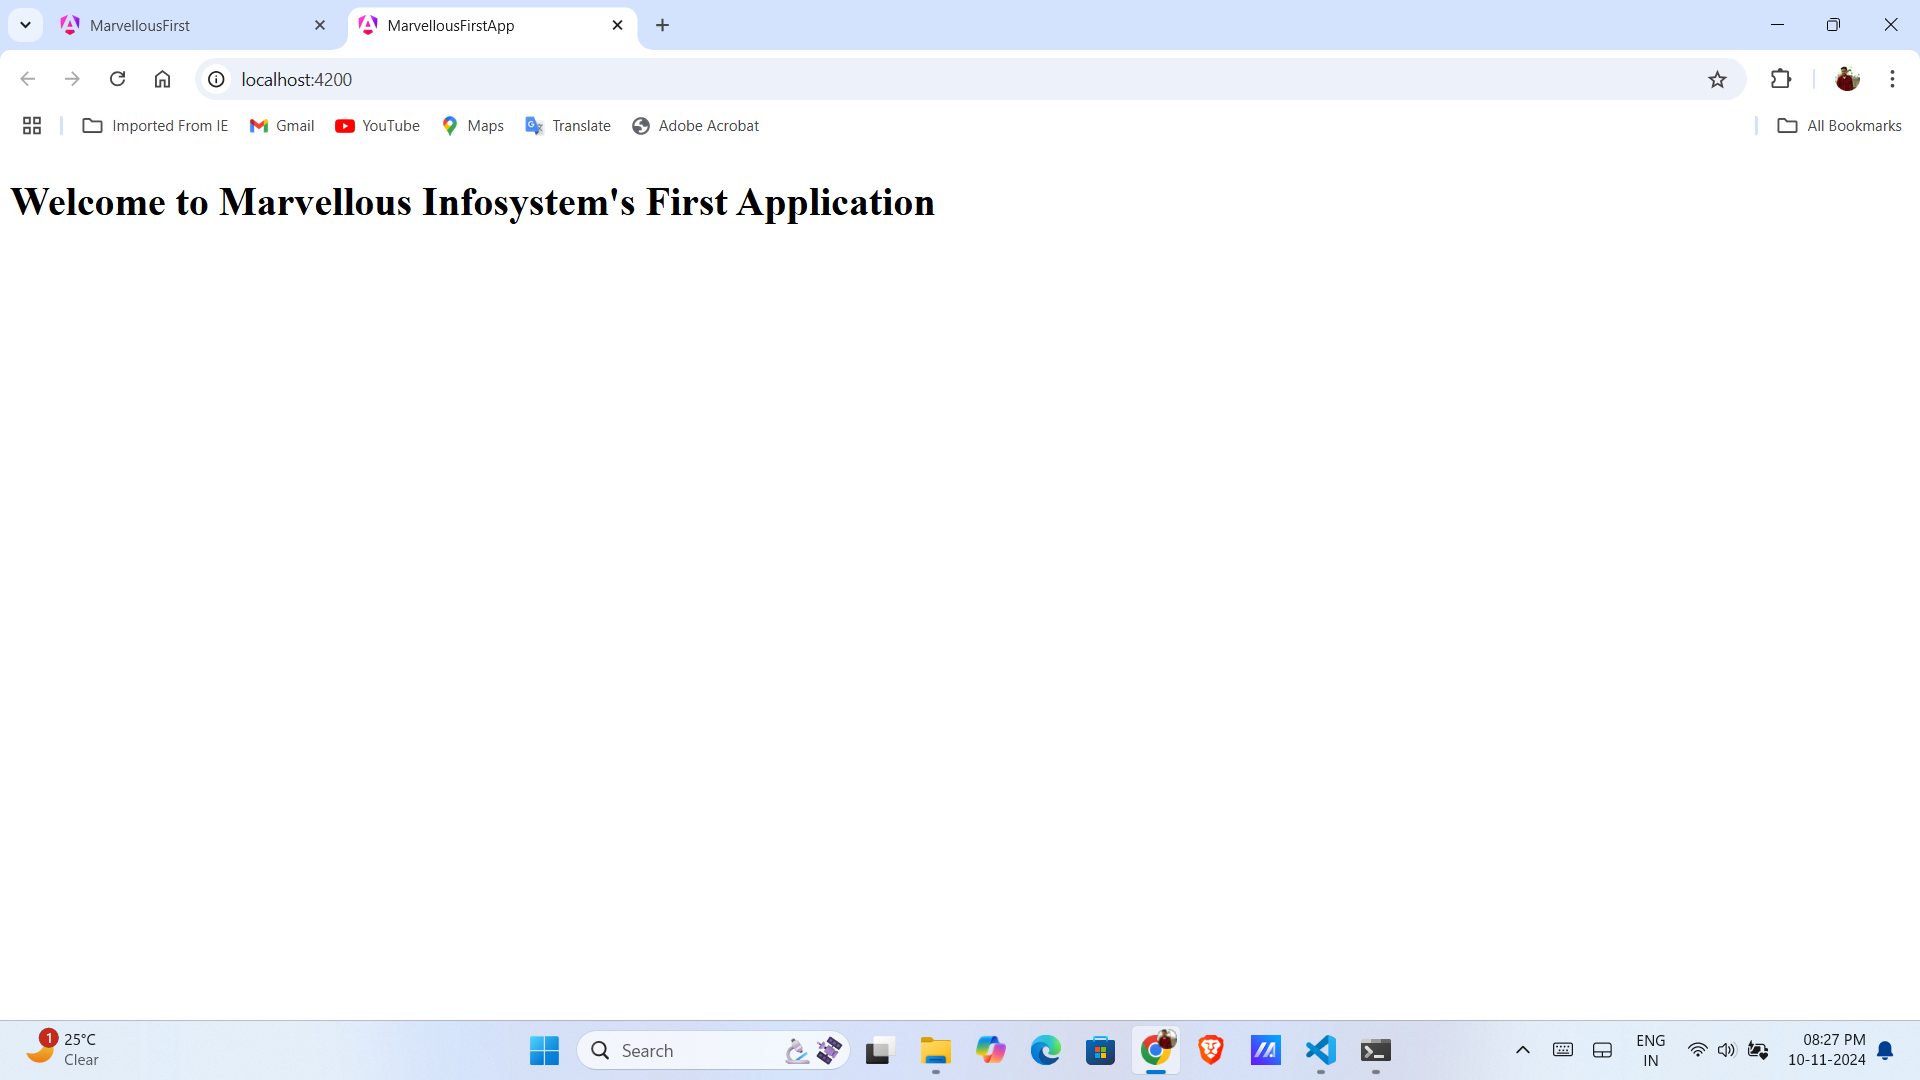 MarvellousFirst
MarvellousFirstApp
localhost:4200
Imported From IE
Gmail
YouTube
Maps
Translate
Adobe Acrobat
All Bookmarks
Welcome to Marvellous Infosystem's First Application
1
25°C
Clear
Search
ENG
IN
08:27 PM
10-11-2024